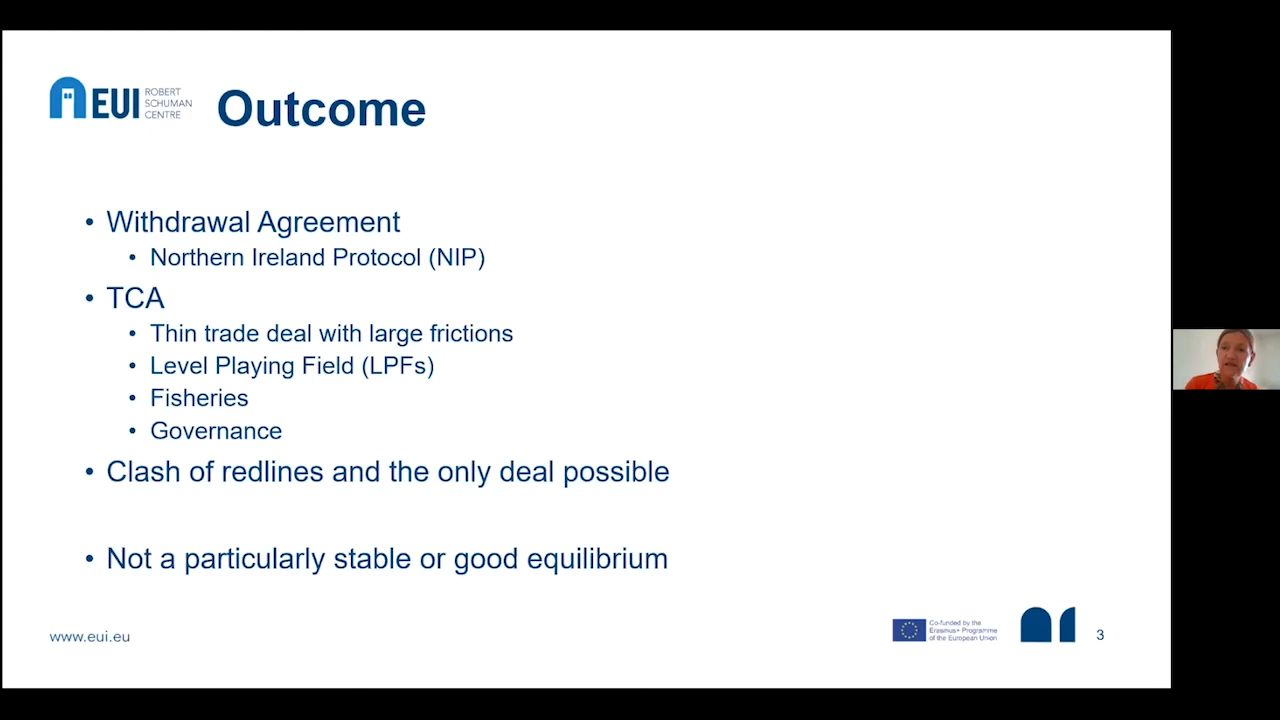 EUI
ROBERT
SCHUMAN
CENTRE
Outcome
• Withdrawal Agreement
• Northern Ireland Protocol (NIP)
• TCA
• Thin trade deal with large frictions
• Level Playing Field (LPFs)
• Fisheries
• Governance
• Clash of redlines and the only deal possible
• Not a particularly stable or good equilibrium
www.eui.eu
Co-funded by the
Erasmus+ Programme
of the European Union
3